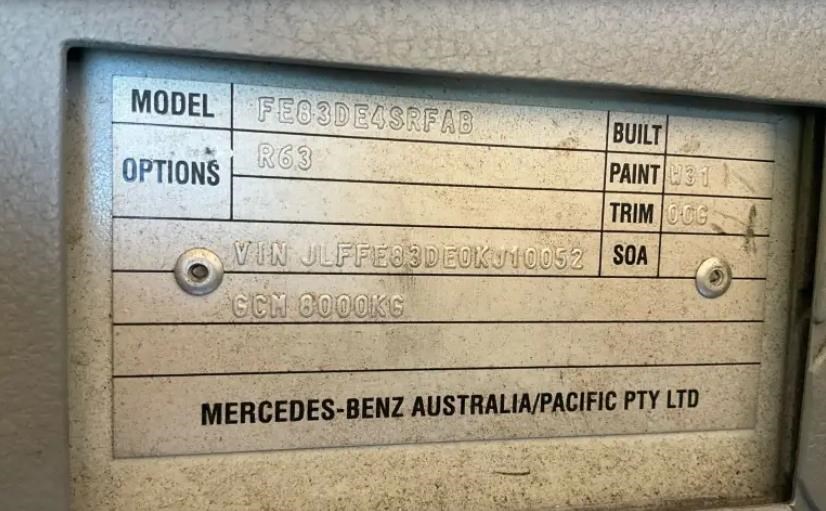 MODEL FE83DE4SRFAB
BUILT
OPTIONS R63
PAINT W31
TRIM 00G
VIN JLFFE83DE0KJ10052
SOA
GCM 8000KG
MERCEDES-BENZ AUSTRALIA/PACIFIC PTY LTD